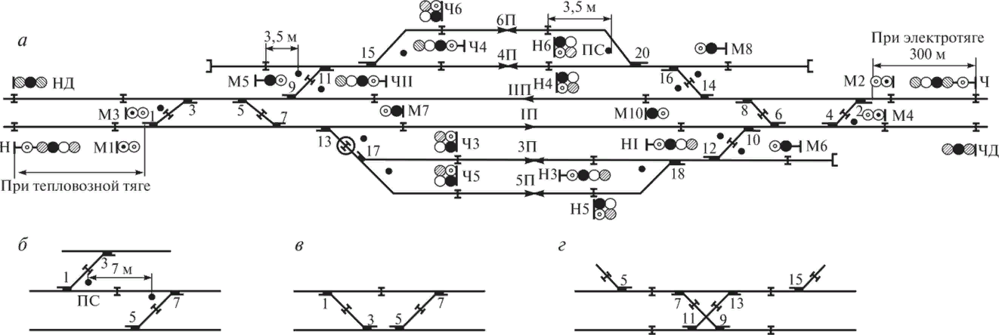 а
НД
М3
1
3
Н
М1
При тепловозной тяге
3,5 м
М5
9
11
5
7
15
Ч6
Ч4
ЧII
М7
13
17
Ч3
Ч5
6П
4П
IIП
IП
3П
5П
3,5 м
Н6
ПС
Н4
20
М8
16
14
М10
НI
Н3
Н5
18
12
10
М6
8
6
4
2
При электротяге
300 м
М2
Ч
М4
ЧД
б
1
3
7 м
ПС
5
7
в
1
3
5
7
г
5
7
11
13
9
15